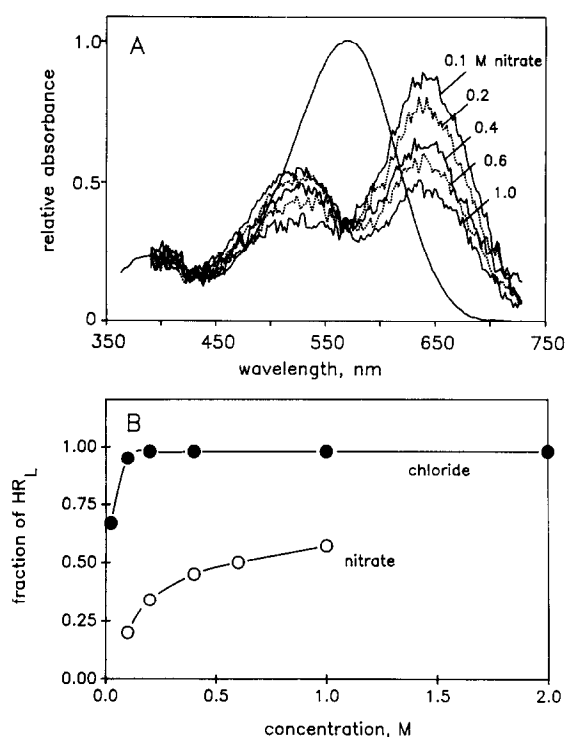 A
1.0
0.5
0
relative absorbance
0.1 M nitrate
0.2
0.4
0.6
1.0
350
450
550
650
750
wavelength, nm
B
1.00
0.75
0.50
0.25
0.00
fraction of HR_L
chloride
nitrate
0.0
0.5
1.0
1.5
2.0
concentration, M